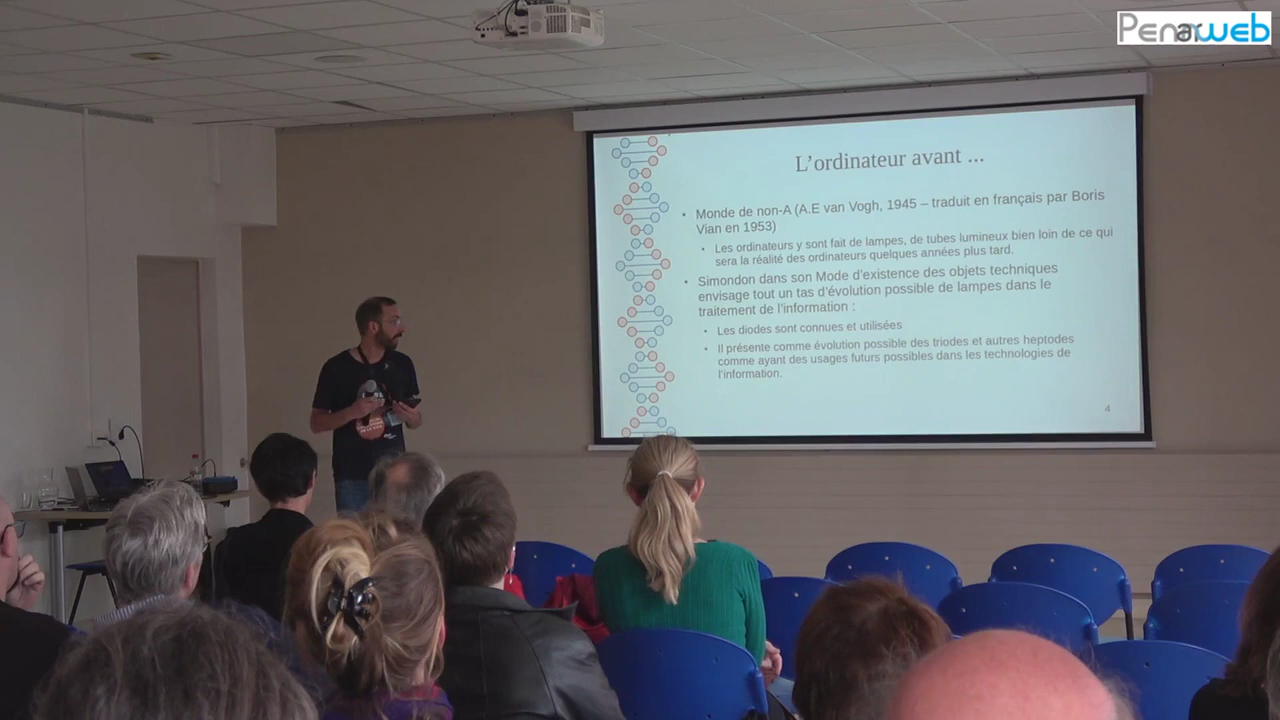 Penarweb
L'ordinateur avant ...
• Monde de non-A (A.E van Vogh, 1945 – traduit en français par Boris
Vian en 1953)
• Les ordinateurs y sont fait de lampes, de tubes lumineux bien loin de ce qui
sera la réalité des ordinateurs quelques années plus tard.
• Simondon dans son Mode d'existence des objets techniques
envisage tout un tas d'évolution possible de lampes dans le
traitement de l'information :
• Les diodes sont connues et utilisées
• Il présente comme évolution possible des triodes et autres heptodes
comme ayant des usages futurs possibles dans les technologies de
l'information.
4